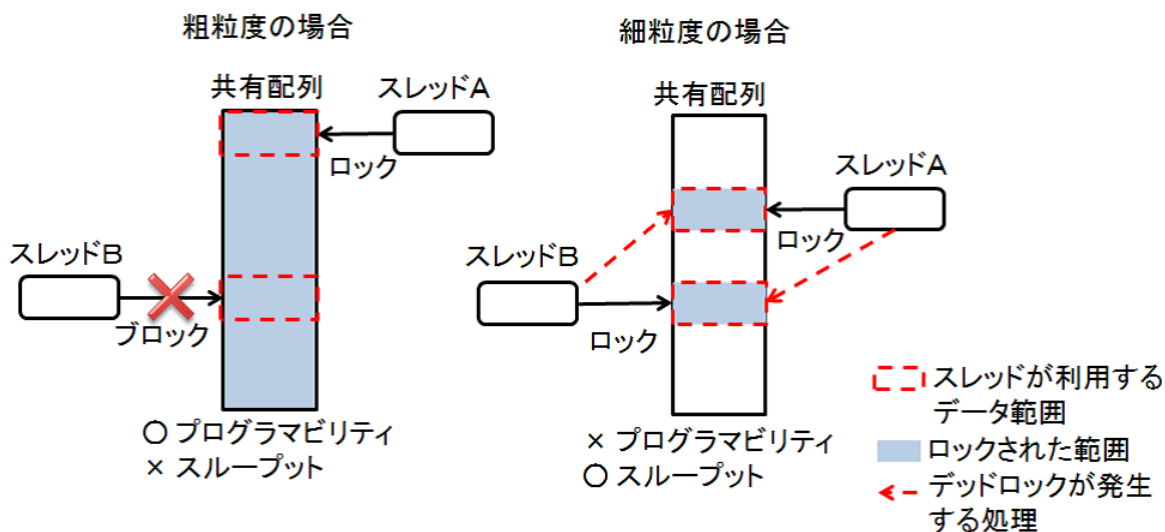 粗粒度の場合
共有配列
スレッドA
ロック
スレッドB
ブロック
○ プログラマビリティ
× スループット
細粒度の場合
共有配列
スレッドA
ロック
スレッドB
ロック
× プログラマビリティ
○ スループット
スレッドが利用する
データ範囲
ロックされた範囲
デッドロックが発生
する処理